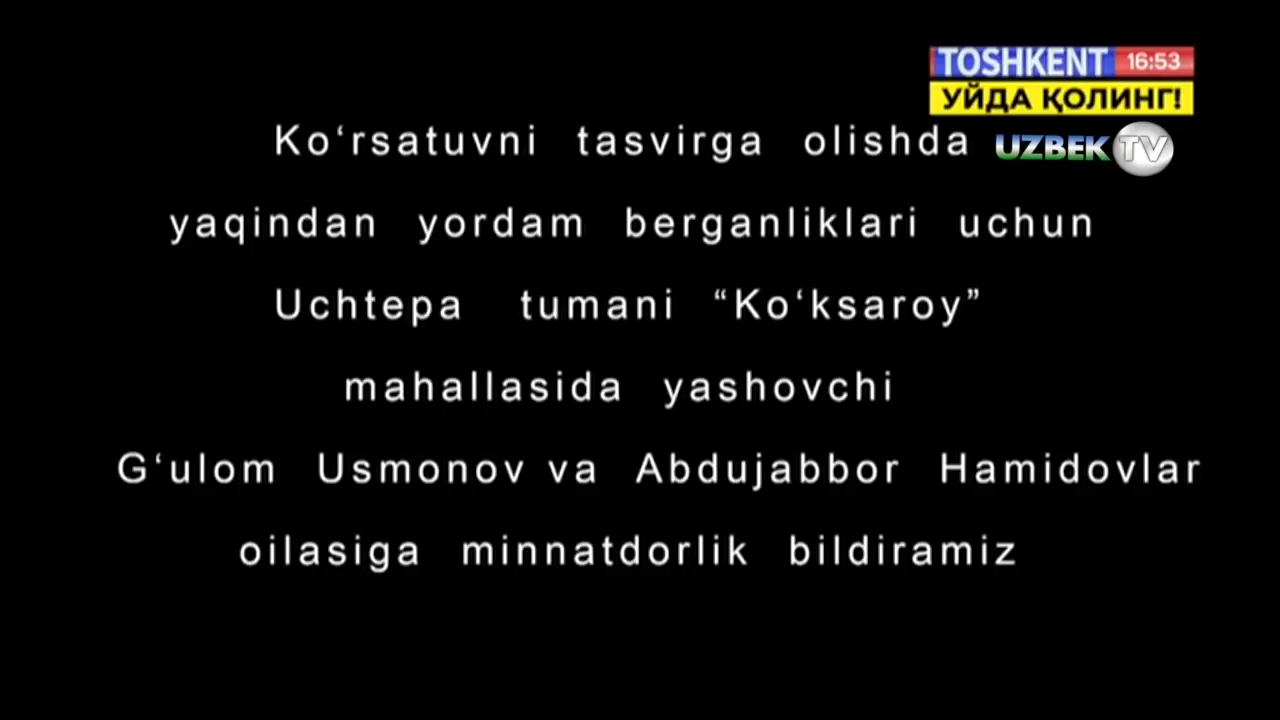 TOSHKENT 16:53
УЙДА ҚОЛИНГ!
Ko‘rsatuvni tasvirga olishda
UZBEK TV
yaqindan yordam berganliklari uchun
Uchtepa tumani “Ko‘ksaroy”
mahallasida yashovchi
G‘ulom Usmonov va Abdujabbor Hamidovlar
oilasiga minnatdorlik bildiramiz